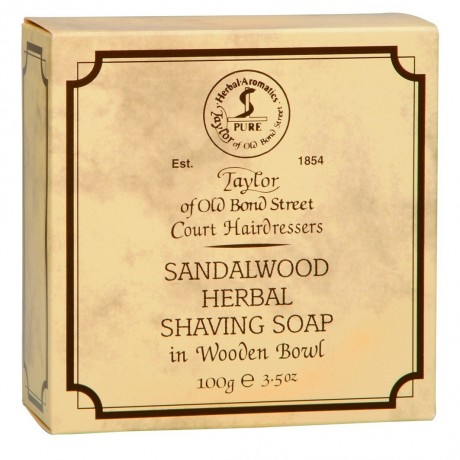 Herbal·Aromatics
S
PURE
Taylor of Old Bond Street
Est. 1854
Taylor
of Old Bond Street
Court Hairdressers
SANDALWOOD
HERBAL
SHAVING SOAP
in Wooden Bowl
100g e 3·5oz